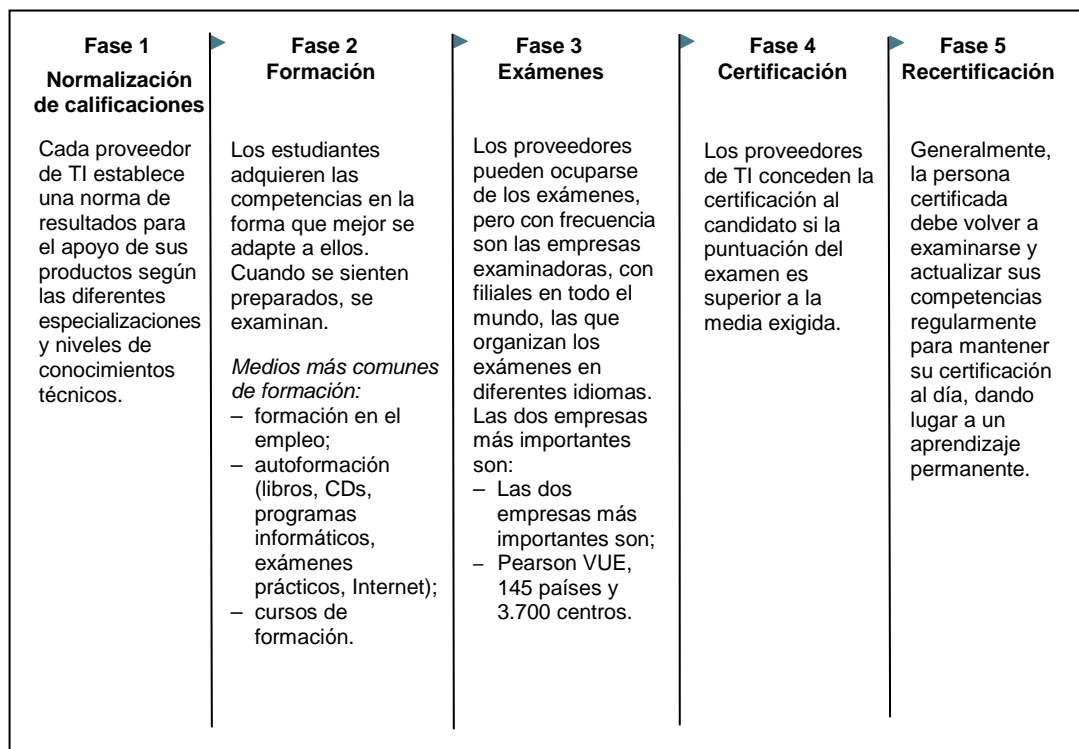 Fase 1
Normalización
de calificaciones
Cada proveedor
de TI establece
una norma de
resultados para
el apoyo de sus
productos según
las diferentes
especializaciones
y niveles de
conocimientos
técnicos.
Fase 2
Formación
Los estudiantes
adquieren las
competencias en la
forma que mejor se
adapte a ellos.
Cuando se sienten
preparados, se
examinan.
Medios más comunes
de formación:
– formación en el
empleo;
– autoformación
(libros, CDs,
programas
informáticos,
exámenes
prácticos, Internet);
– cursos de
formación.
Fase 3
Exámenes
Los proveedores
pueden ocuparse
de los exámenes,
pero con frecuencia
son las empresas
examinadoras, con
filiales en todo el
mundo, las que
organizan los
exámenes en
diferentes idiomas.
Las dos empresas
más importantes
son:
– Las dos
empresas más
importantes son;
– Pearson VUE,
145 países y
3.700 centros.
Fase 4
Certificación
Los proveedores
de TI conceden la
certificación al
candidato si la
puntuación del
examen es
superior a la
media exigida.
Fase 5
Recertificación
Generalmente,
la persona
certificada
debe volver a
examinarse y
actualizar sus
competencias
regularmente
para mantener
su certificación
al día, dando
lugar a un
aprendizaje
permanente.